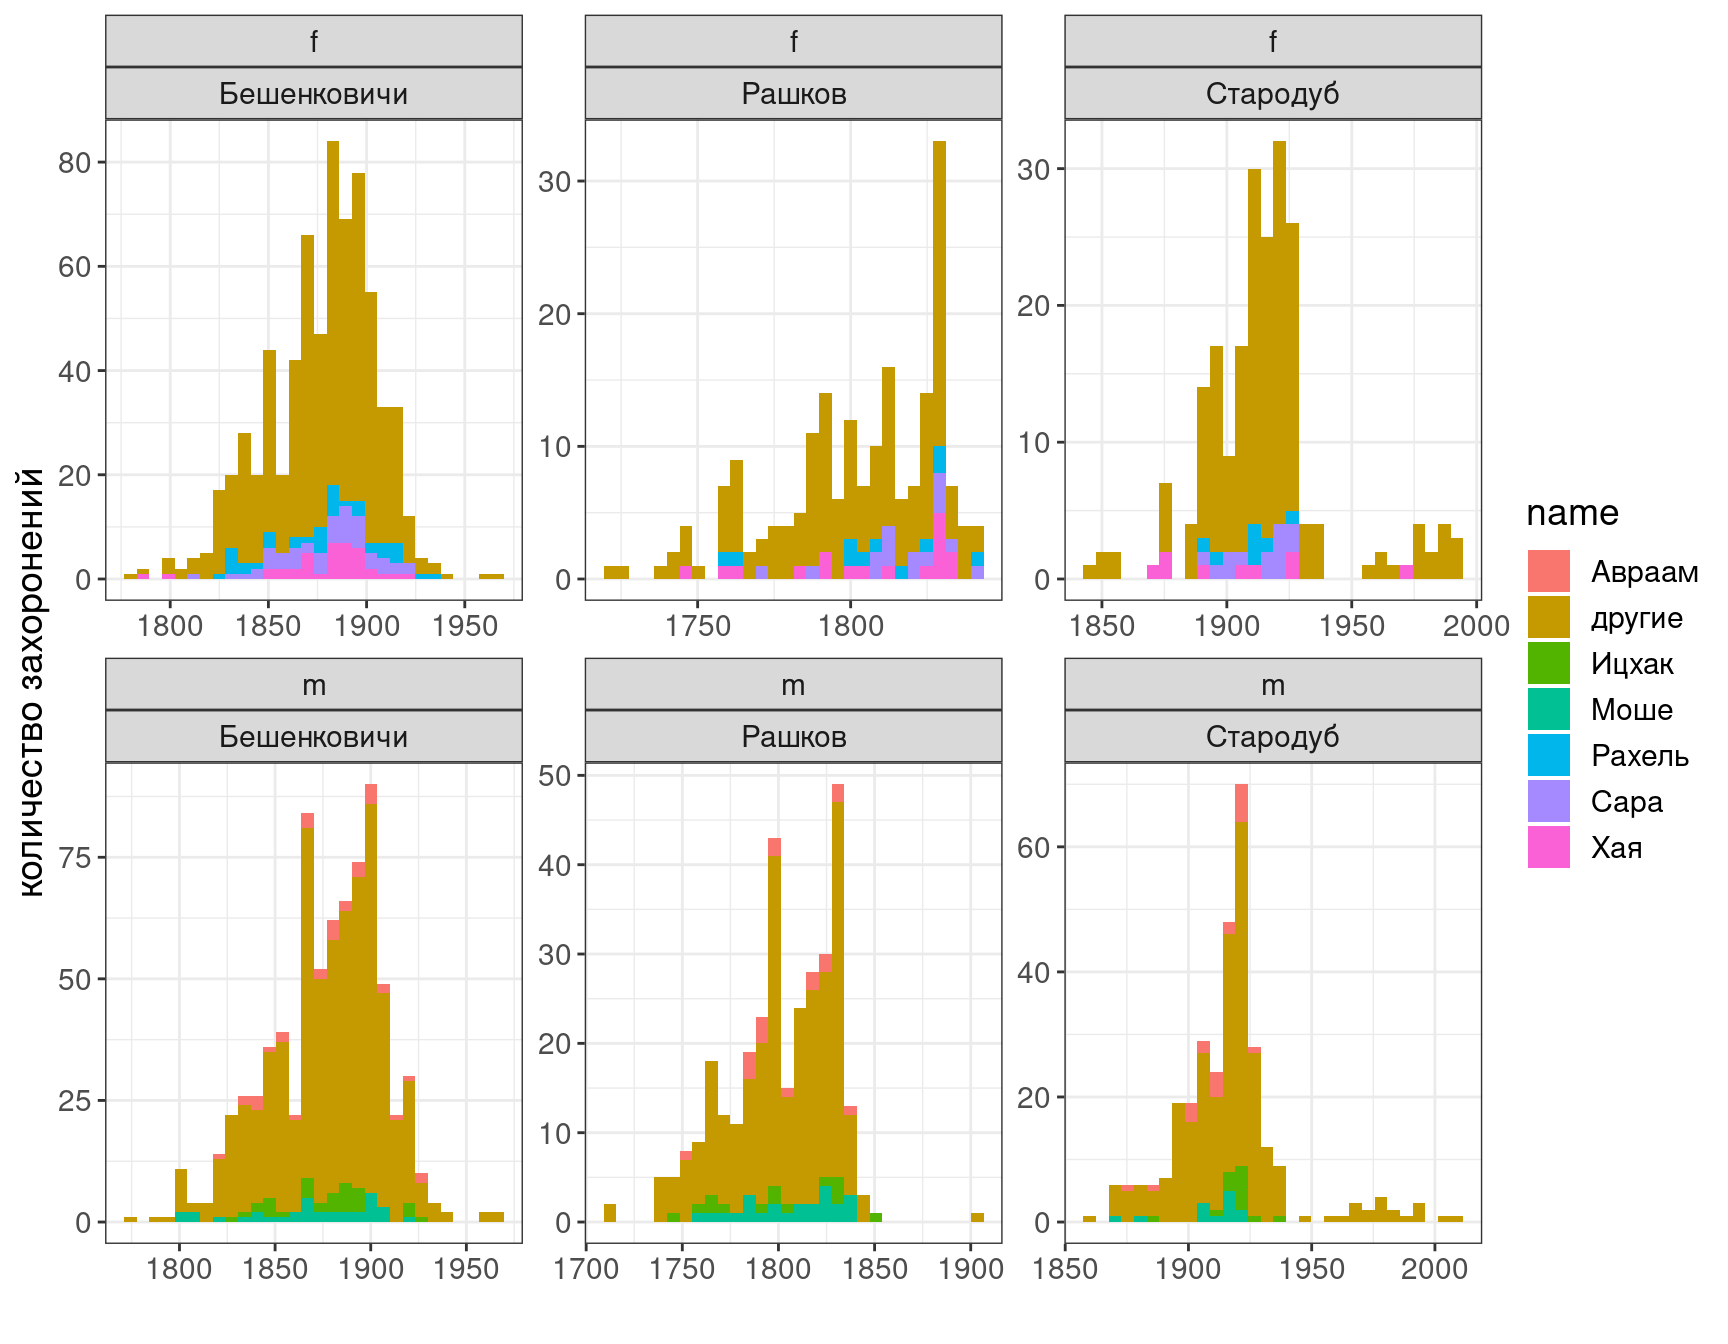 f
Бешенковичи
f
Рашков
f
Стародуб
80
60
40
20
0
30
20
10
0
30
20
10
0
1800 1850 1900 1950
1750 1800
1850 1900 1950 2000
m
Бешенковичи
m
Рашков
m
Стародуб
75
50
25
0
50
40
30
20
10
0
60
40
20
0
1800 1850 1900 1950
1700 1750 1800 1850 1900
1850 1900 1950 2000
количество захоронений
name
Авраам
другие
Ицхак
Моше
Рахель
Сара
Хая